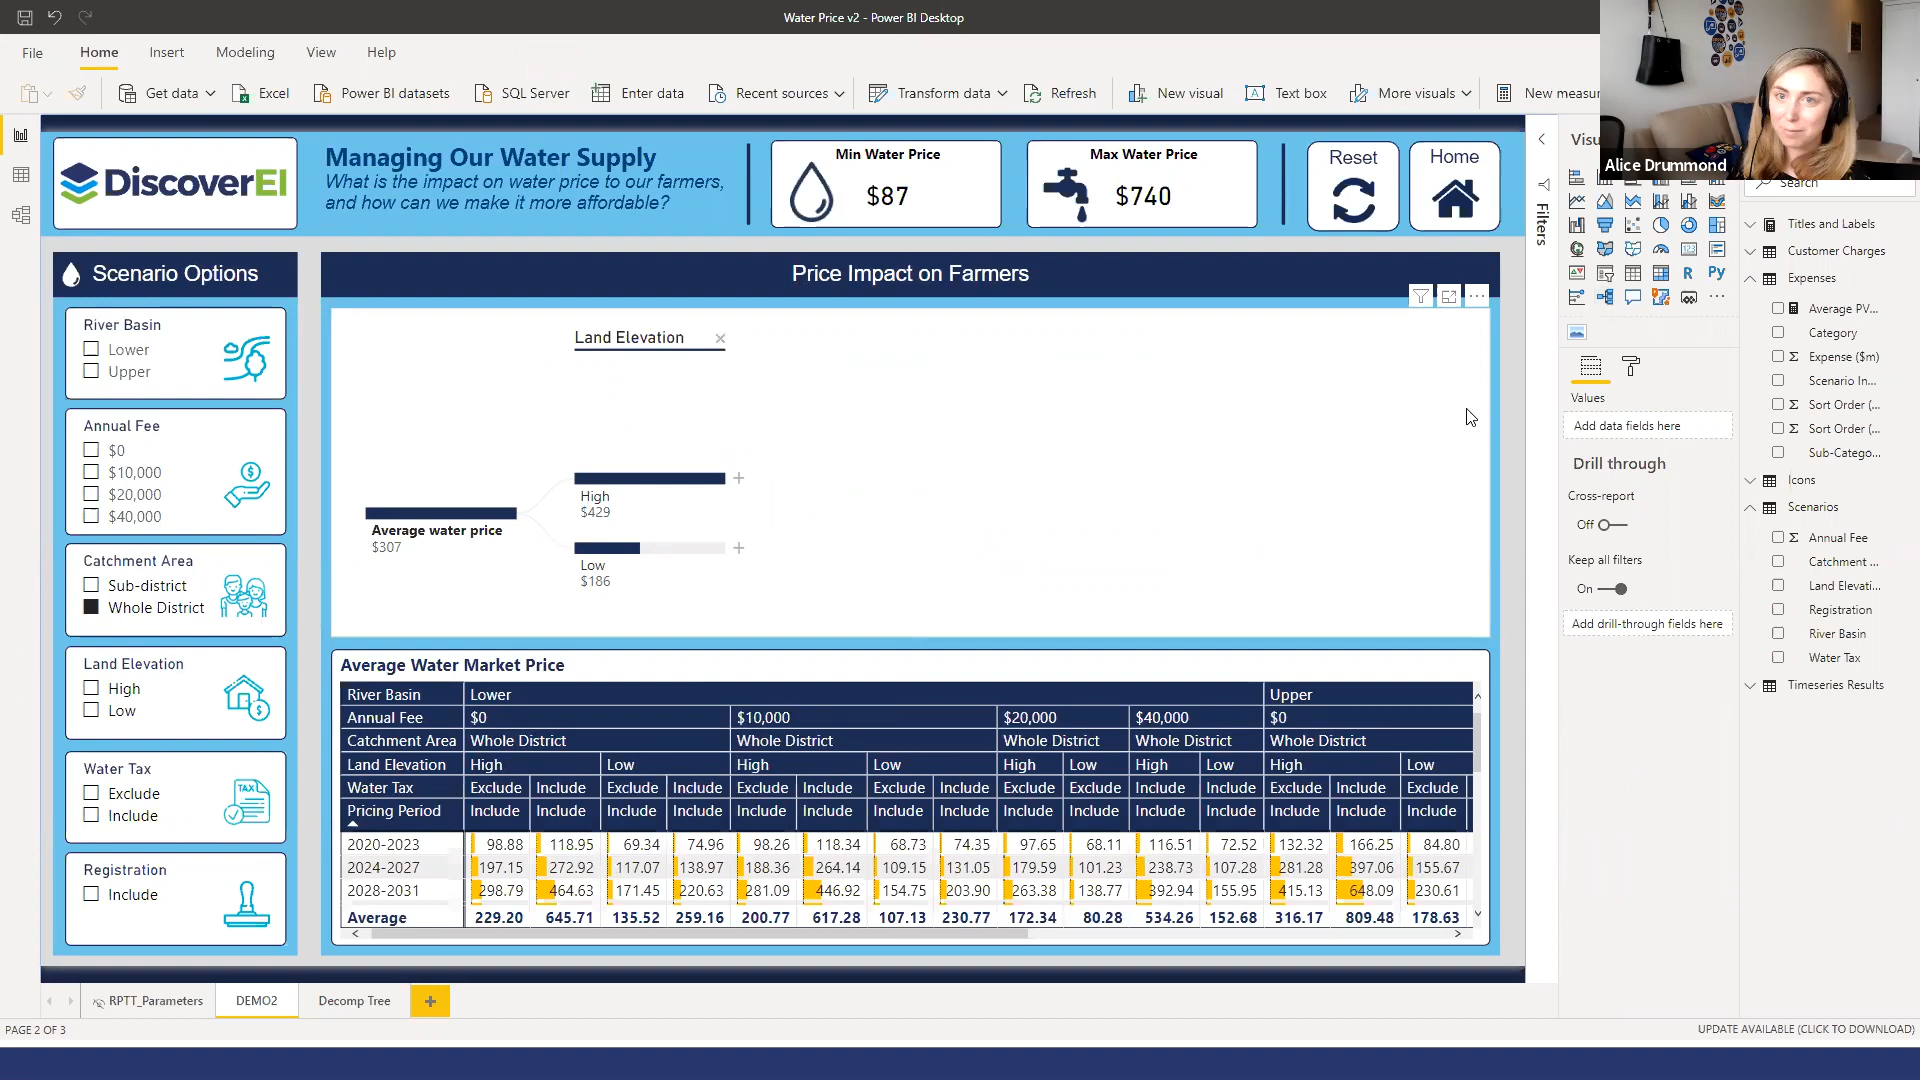 Water Price v2 - Power BI Desktop
File Home Insert Modeling View Help
Get data Excel Power BI datasets SQL Server Enter data Recent sources Transform data Refresh New visual Text box More visuals New measu
Alice Drummond
DiscoverEI
Managing Our Water Supply
What is the impact on water price to our farmers,
and how can we make it more affordable?
Min Water Price
$87
Max Water Price
$740
Reset
Home
Filters
Scenario Options
River Basin
Lower
Upper
Annual Fee
$0
$10,000
$20,000
$40,000
Catchment Area
Sub-district
Whole District
Land Elevation
High
Low
Water Tax
TAX
Exclude
Include
Registration
Include
Price Impact on Farmers
Land Elevation
High
$429
Average water price
$307
Low
$186
Average Water Market Price
River Basin Lower Upper
Annual Fee $0 $10,000 $20,000 $40,000 $0
Catchment Area Whole District Whole District Whole District Whole District Whole District
Land Elevation High Low High Low High Low High Low High Low
Water Tax Exclude Include Exclude Include Exclude Include Exclude Include Exclude Exclude Include Include Exclude Include Exclude
Pricing Period Include Include Include Include Include Include Include Include Include Include Include Include Include Include Include
2020-2023 98.88 118.95 69.34 74.96 98.26 118.34 68.73 74.35 97.65 68.11 116.51 72.52 132.32 166.25 84.80
2024-2027 197.15 272.92 117.07 138.97 188.36 264.14 109.15 131.05 179.59 101.23 238.73 107.28 281.28 397.06 155.67
2028-2031 298.79 464.63 171.45 220.63 281.09 446.92 154.75 203.90 263.38 138.77 392.94 155.95 415.13 648.09 230.61
Average 229.20 645.71 135.52 259.16 200.77 617.28 107.13 230.77 172.34 80.28 534.26 152.68 316.17 809.48 178.63
Visu
R
Py
Values
Add data fields here
Drill through
Cross-report
Off
Keep all filters
On
Add drill-through fields here
Search
Titles and Labels
Customer Charges
Expenses
Average PV...
Category
Expense ($m)
Scenario In...
Sort Order (...
Sort Order (...
Sub-Catego...
Icons
Scenarios
Annual Fee
Catchment ...
Land Elevati...
Registration
River Basin
Water Tax
Timeseries Results
RPTT_Parameters DEMO2 Decomp Tree
PAGE 2 OF 3
UPDATE AVAILABLE (CLICK TO DOWNLOAD)